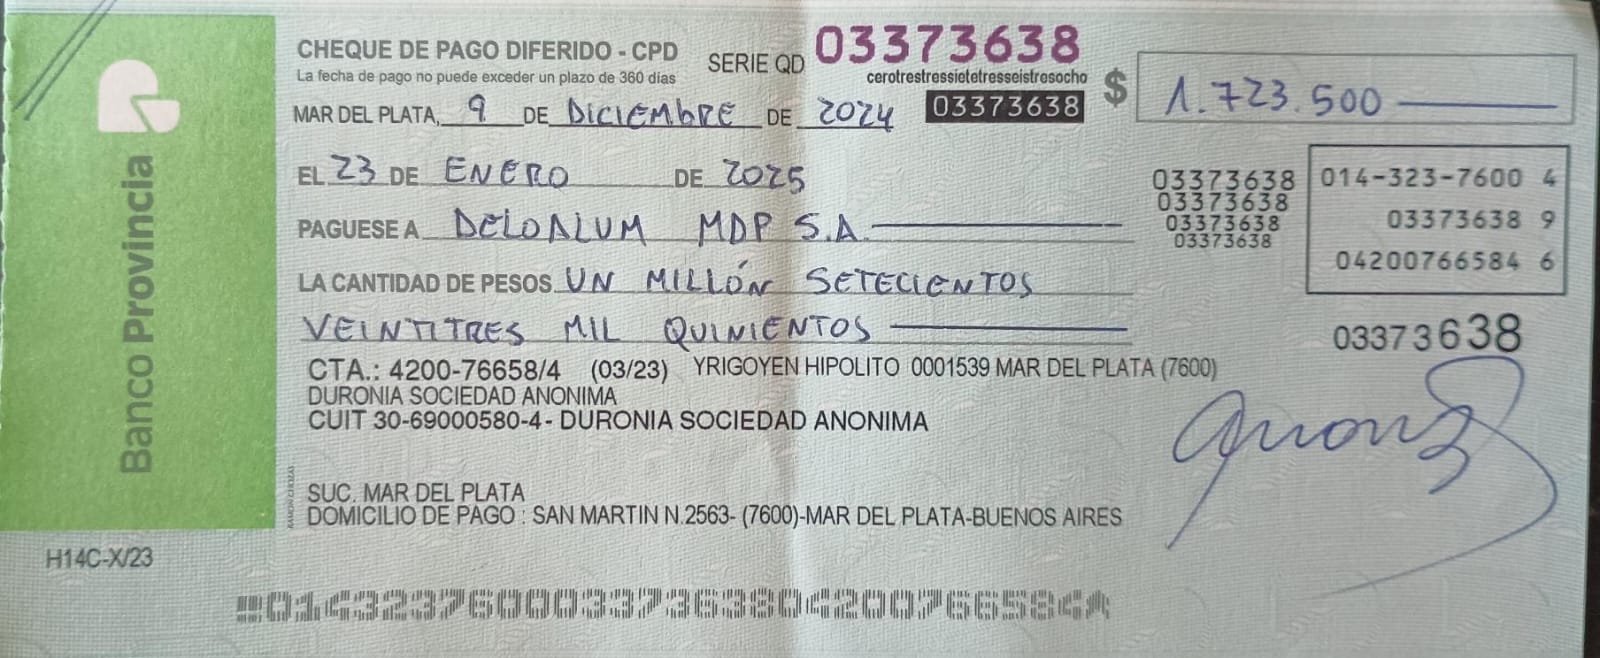 Banco Provincia
CHEQUE DE PAGO DIFERIDO - CPD
La fecha de pago no puede exceder un plazo de 360 días
SERIE QD 03373638
cerotrestressietetresseistresocho
03373638
$ 1.723.500
MAR DEL PLATA, 9 DE DICIEMBRE DE 2024
EL 23 DE ENERO DE 2025
PAGUESE A DELOALUM MDP S.A.
LA CANTIDAD DE PESOS UN MILLÓN SETECIENTOS
VEINTITRES MIL QUINIENTOS
03373638
03373638
03373638
03373638
014-323-7600 4
03373638 9
04200766584 6
03373638
CTA.: 4200-76658/4 (03/23) YRIGOYEN HIPOLITO 0001539 MAR DEL PLATA (7600)
DURONIA SOCIEDAD ANONIMA
CUIT 30-69000580-4 - DURONIA SOCIEDAD ANONIMA
RAMON CHOZAS
SUC. MAR DEL PLATA
DOMICILIO DE PAGO : SAN MARTIN N.2563- (7600)-MAR DEL PLATA-BUENOS AIRES
H14C-X/23
01432376000337363804200766584